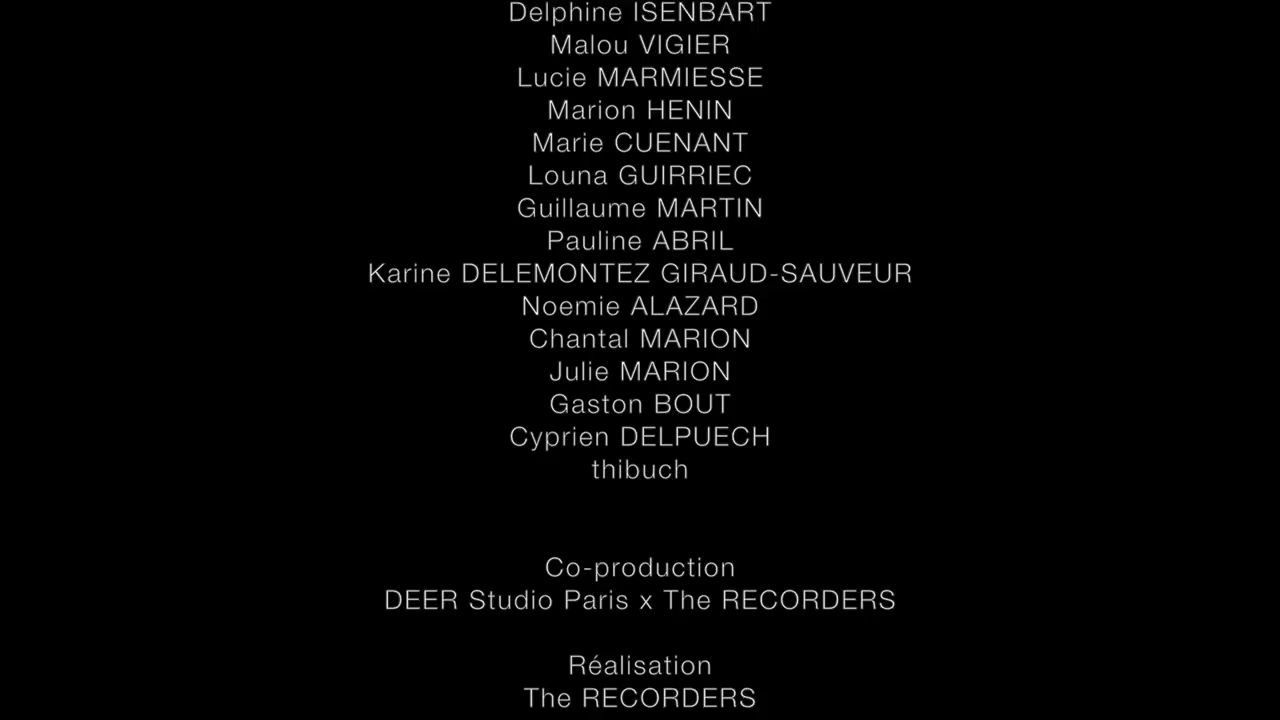 Delphine ISENBART
Malou VIGIER
Lucie MARMIESSE
Marion HENIN
Marie CUENANT
Louna GUIRRIEC
Guillaume MARTIN
Pauline ABRIL
Karine DELEMONTEZ GIRAUD-SAUVEUR
Noemie ALAZARD
Chantal MARION
Julie MARION
Gaston BOUT
Cyprien DELPUECH
thibuch
Co-production
DEER Studio Paris x The RECORDERS
Réalisation
The RECORDERS